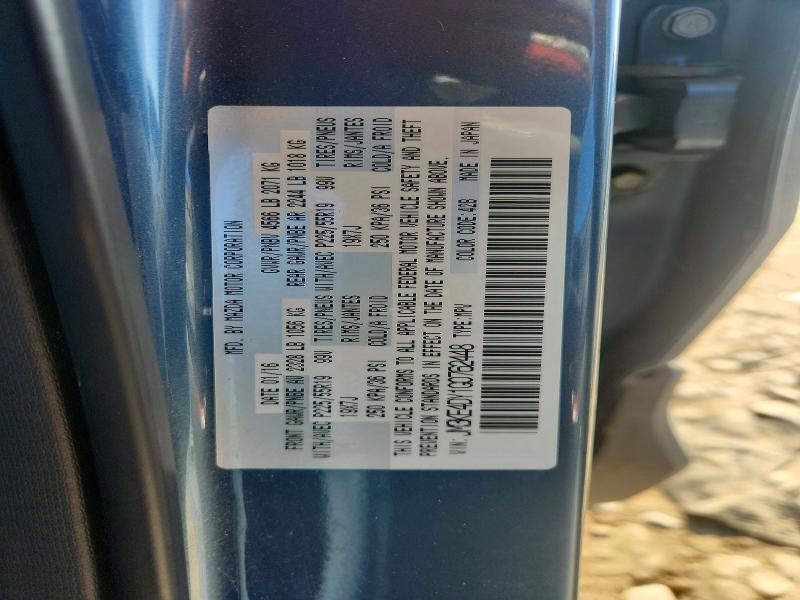 MFD. BY MAZDA MOTOR CORPORATION
DATE 01/16 GVWR/PNBV 4566 LB 2071 KG
FRONT GAWR/PNBE AV 2328 LB 1056 KG REAR GAWR/PNBE AR 2244 LB 1018 KG
WITH/AVEC P225/55R19 99V TIRES/PNEUS WITH/AVEC P225/55R19 99V TIRES/PNEUS
19X7J RIMS/JANTES 19X7J RIMS/JANTES
250 KPA/36 PSI COLD/A FROID 250 KPA/36 PSI COLD/A FROID
THIS VEHICLE CONFORMS TO ALL APPLICABLE FEDERAL MOTOR VEHICLE SAFETY AND THEFT
PREVENTION STANDARDS IN EFFECT ON THE DATE OF MANUFACTURE SHOWN ABOVE.
VIN: JM3KE4DY1G0762448 TYPE:MPV COLOR CODE:42B MADE IN JAPAN